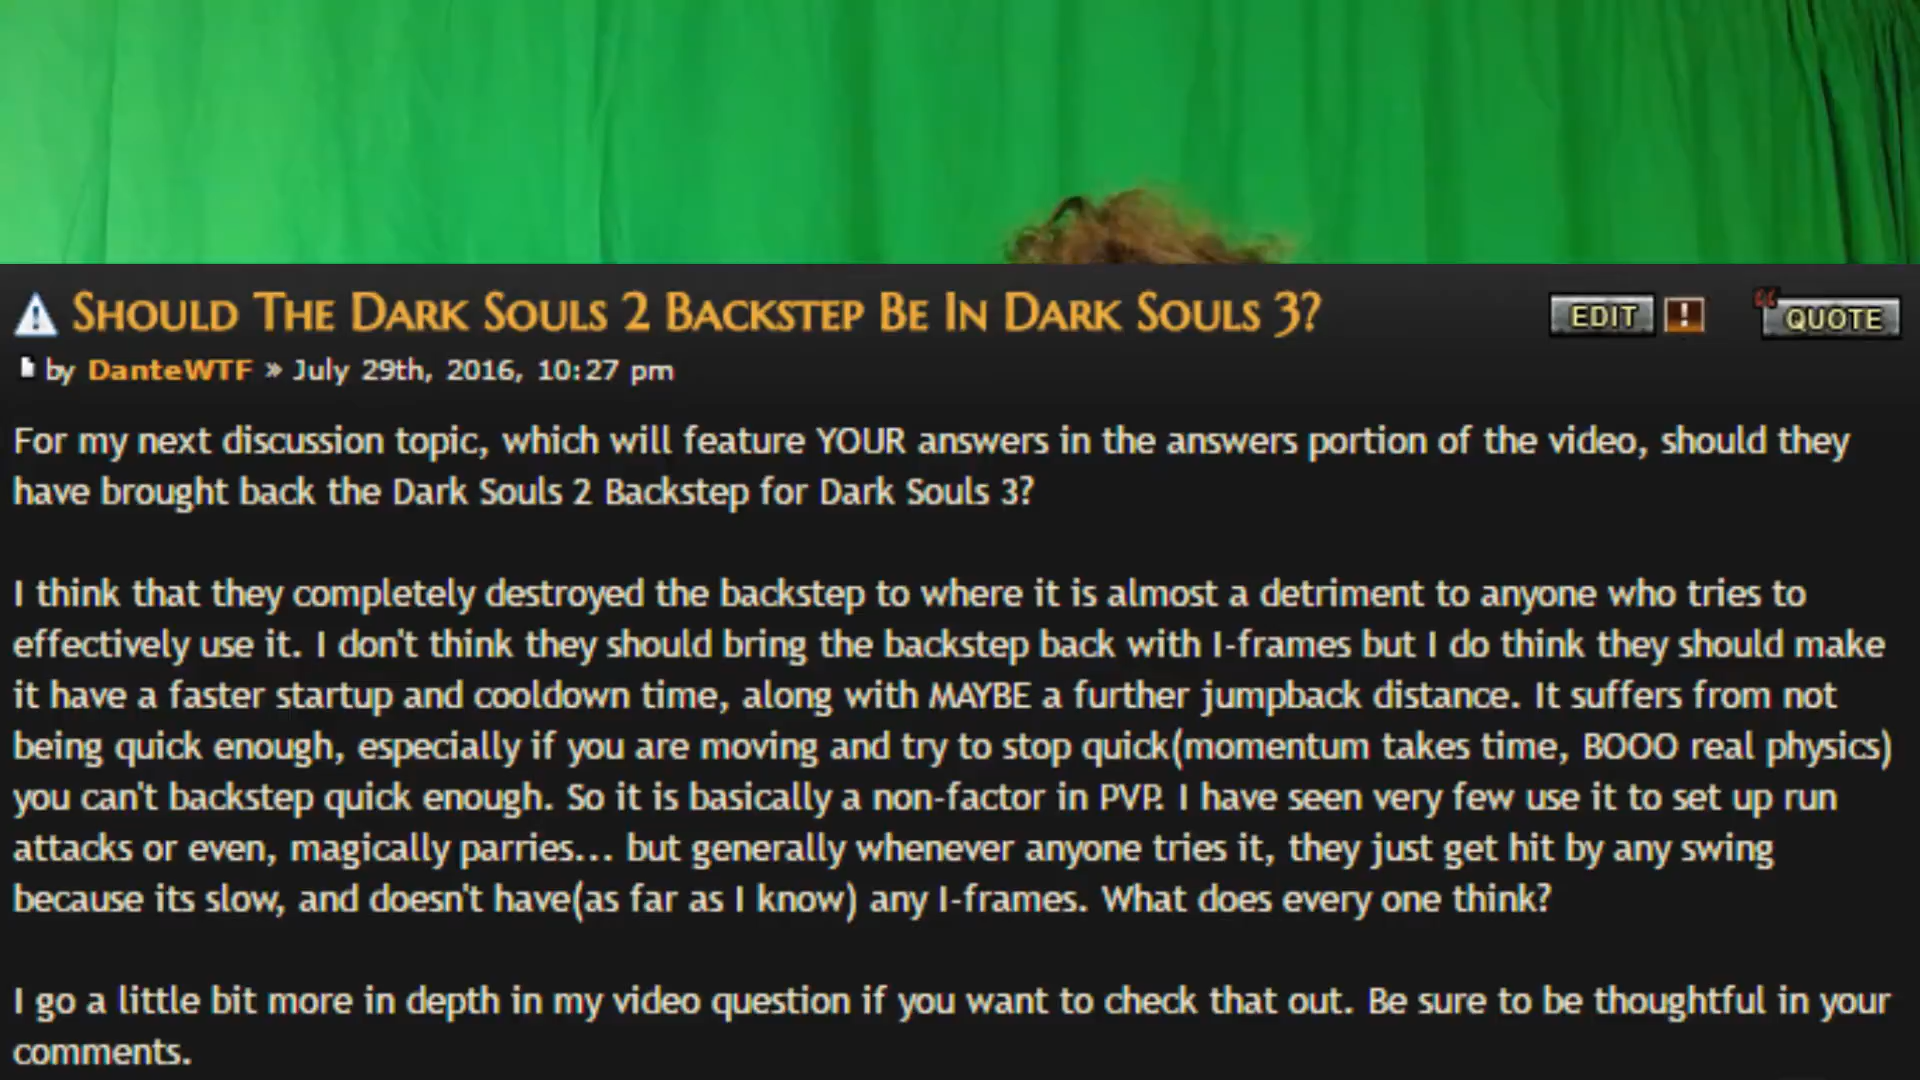 Should The Dark Souls 2 Backstep Be In Dark Souls 3?
EDIT ! QUOTE
by DanteWTF » July 29th, 2016, 10:27 pm
For my next discussion topic, which will feature YOUR answers in the answers portion of the video, should they
have brought back the Dark Souls 2 Backstep for Dark Souls 3?
I think that they completely destroyed the backstep to where it is almost a detriment to anyone who tries to
effectively use it. I don't think they should bring the backstep back with I-frames but I do think they should make
it have a faster startup and cooldown time, along with MAYBE a further jumpback distance. It suffers from not
being quick enough, especially if you are moving and try to stop quick(momentum takes time, BOOO real physics)
you can't backstep quick enough. So it is basically a non-factor in PVP. I have seen very few use it to set up run
attacks or even, magically parries... but generally whenever anyone tries it, they just get hit by any swing
because its slow, and doesn't have(as far as I know) any I-frames. What does every one think?
I go a little bit more in depth in my video question if you want to check that out. Be sure to be thoughtful in your
comments.